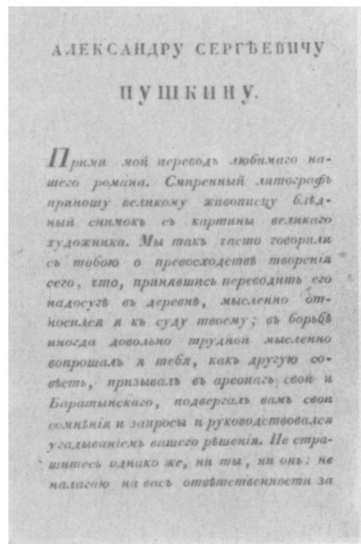 АЛЕКСАНДРУ СЕРГѢЕВИЧУ
ПУШКИНУ.
Прими мой переводъ любимаго на-
шего романа. Смиренный литографъ
приношу великому живописцу блѣд-
ный снимокъ съ картины великаго
художника. Мы такъ часто говорили
съ тобою о превосходствѣ творенія
сего, что, принявшись переводить его
на досугѣ въ деревнѣ, мысленно от-
носился я къ суду твоему; въ борьбѣ
иногда довольно трудной мысленно
вопрошалъ я тебя, какъ другую со-
вѣсть, призывалъ въ ареопагъ свой и
Баратынскаго, подвергалъ вамъ свои
сомнѣнія и запросы и руководствовался
угадываніемъ вашего рѣшенія. Не стра-
шитесь однако же, ни ты, ни онъ: не
налагаю на васъ отвѣтственности за